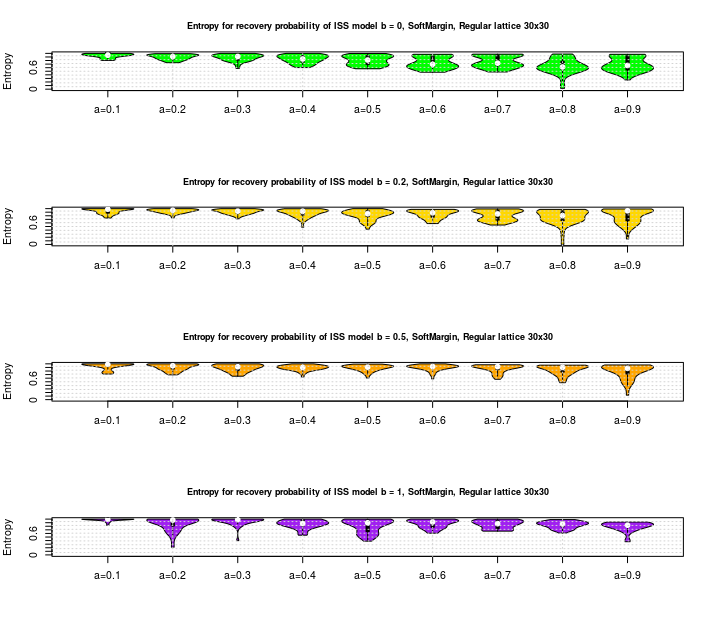 Entropy for recovery probability of ISS model b = 0, SoftMargin, Regular lattice 30x30
Entropy
0 0.6
a=0.1 a=0.2 a=0.3 a=0.4 a=0.5 a=0.6 a=0.7 a=0.8 a=0.9
Entropy for recovery probability of ISS model b = 0.2, SoftMargin, Regular lattice 30x30
Entropy
0 0.6
a=0.1 a=0.2 a=0.3 a=0.4 a=0.5 a=0.6 a=0.7 a=0.8 a=0.9
Entropy for recovery probability of ISS model b = 0.5, SoftMargin, Regular lattice 30x30
Entropy
0 0.6
a=0.1 a=0.2 a=0.3 a=0.4 a=0.5 a=0.6 a=0.7 a=0.8 a=0.9
Entropy for recovery probability of ISS model b = 1, SoftMargin, Regular lattice 30x30
Entropy
0 0.6
a=0.1 a=0.2 a=0.3 a=0.4 a=0.5 a=0.6 a=0.7 a=0.8 a=0.9